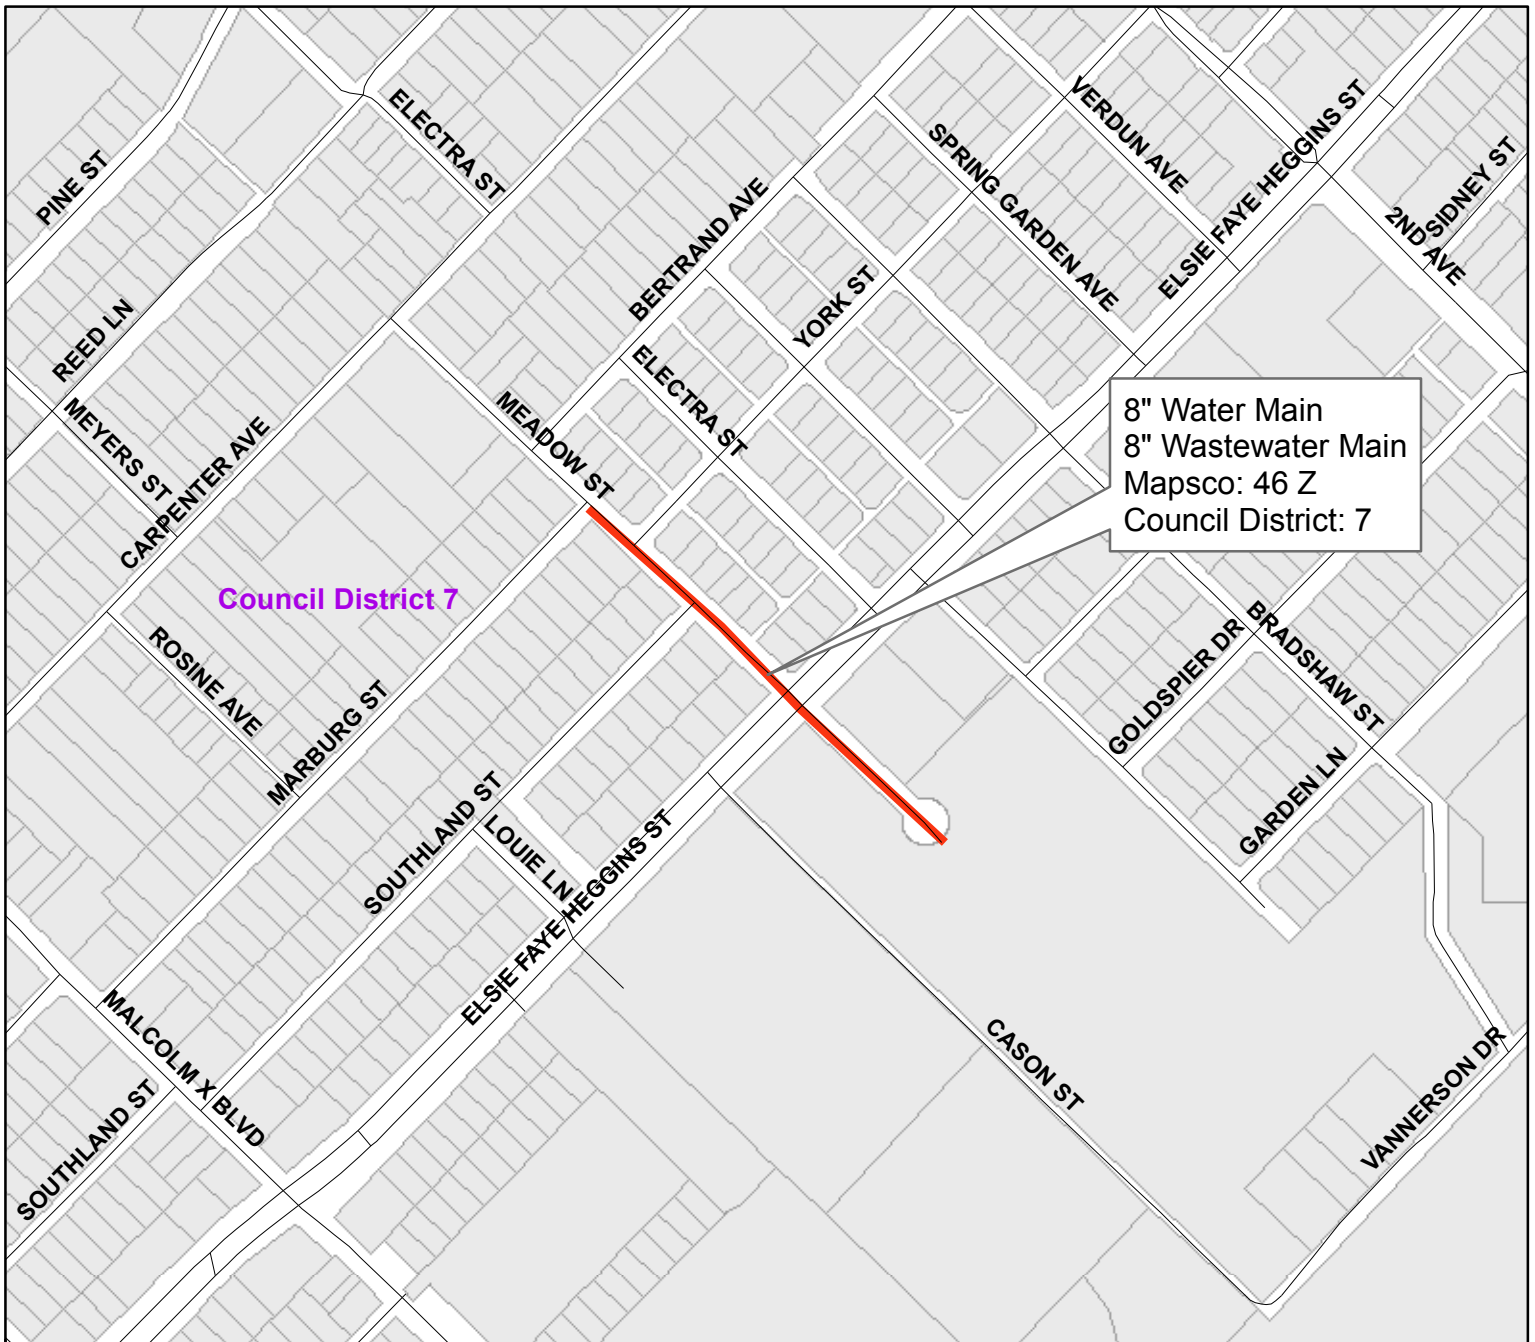 PINE ST
ELECTRA ST
VERDUN AVE
SPRING GARDEN AVE
ELSIE FAYE HEGGINS ST
SIDNEY ST
2ND AVE
BERTRAND AVE
YORK ST
REED LN
MEYERS ST
CARPENTER AVE
MEADOW ST
ELECTRA ST
8" Water Main
8" Wastewater Main
Mapsco: 46 Z
Council District: 7
Council District 7
ROSINE AVE
MARBURG ST
GOLDSPIER DR
BRADSHAW ST
GARDEN LN
SOUTHLAND ST
LOUIE LN
ELSIE FAYE HEGGINS ST
MALCOLM X BLVD
SOUTHLAND ST
CASON ST
VANNERSON DR